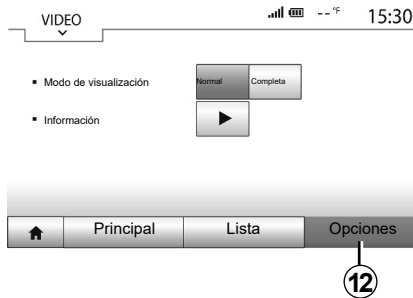 VIDEO
-- °F
15:30
▪ Modo de visualización
Normal
Completa
▪ Información
Principal
Lista
Opciones
12